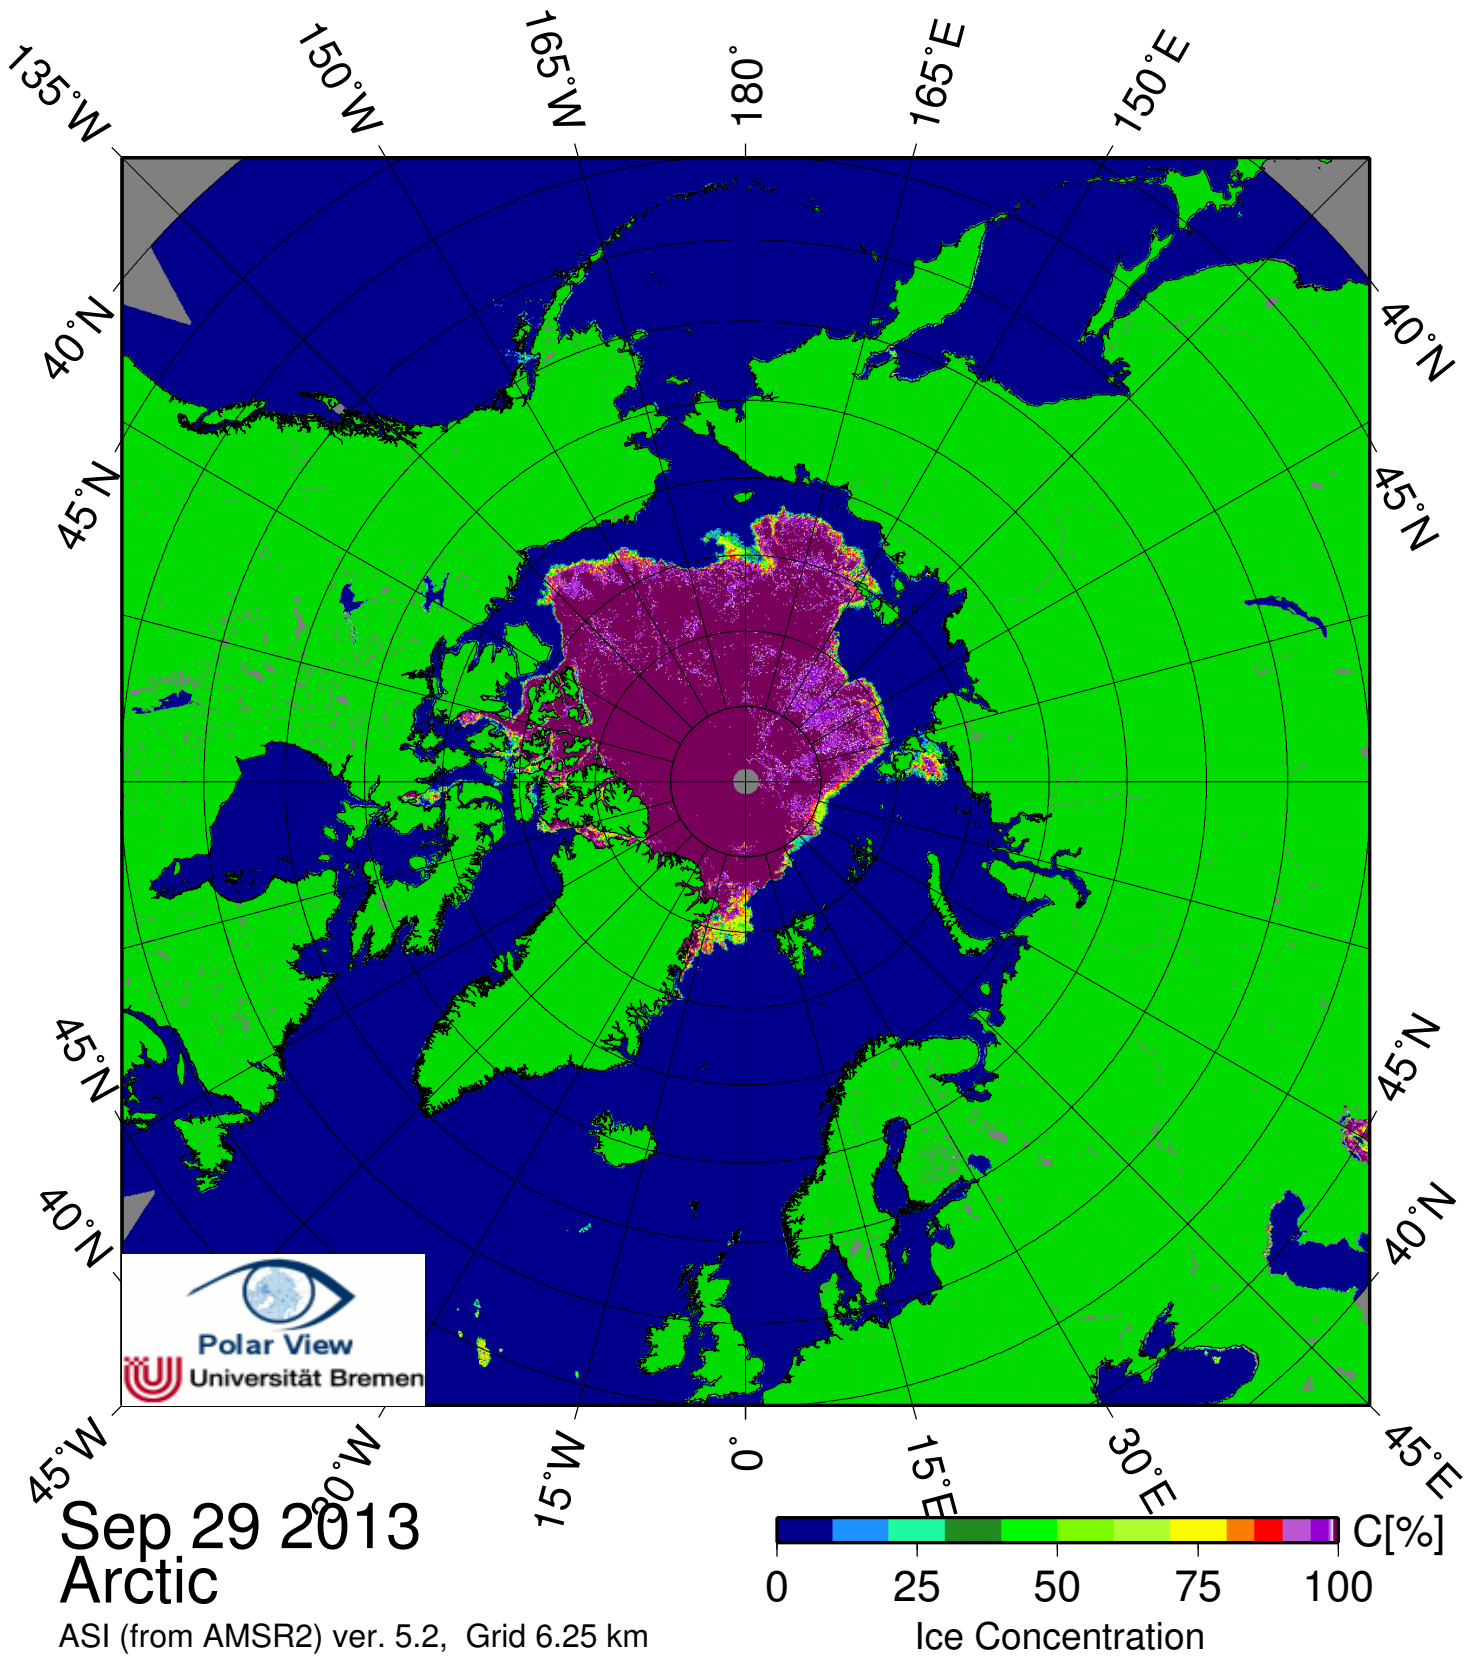 135°W
150°W
165°W
180°
165°E
150°E
40°N
40°N
45°N
45°N
45°N
45°N
40°N
40°N
Polar View
Universität Bremen
45°W
30°W
15°W
0°
15°E
30°E
45°E
Sep 29 2013
Arctic
ASI (from AMSR2) ver. 5.2, Grid 6.25 km
C[%]
0 25 50 75 100
Ice Concentration